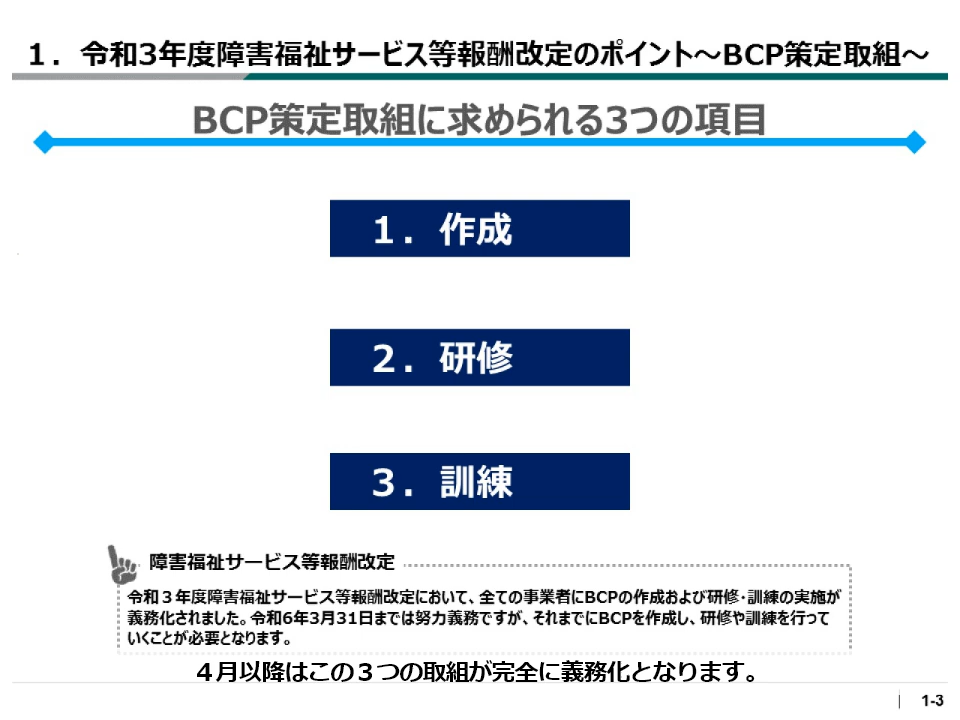 １．令和3年度障害福祉サービス等報酬改定のポイント～BCP策定取組～
BCP策定取組に求められる3つの項目
１．作成
２．研修
３．訓練
障害福祉サービス等報酬改定
令和３年度障害福祉サービス等報酬改定において、全ての事業者にBCPの作成および研修・訓練の実施が
義務化されました。令和6年3月31日までは努力義務ですが、それまでにBCPを作成し、研修や訓練を行って
いくことが必要となります。
４月以降はこの３つの取組が完全に義務化となります。
1-3